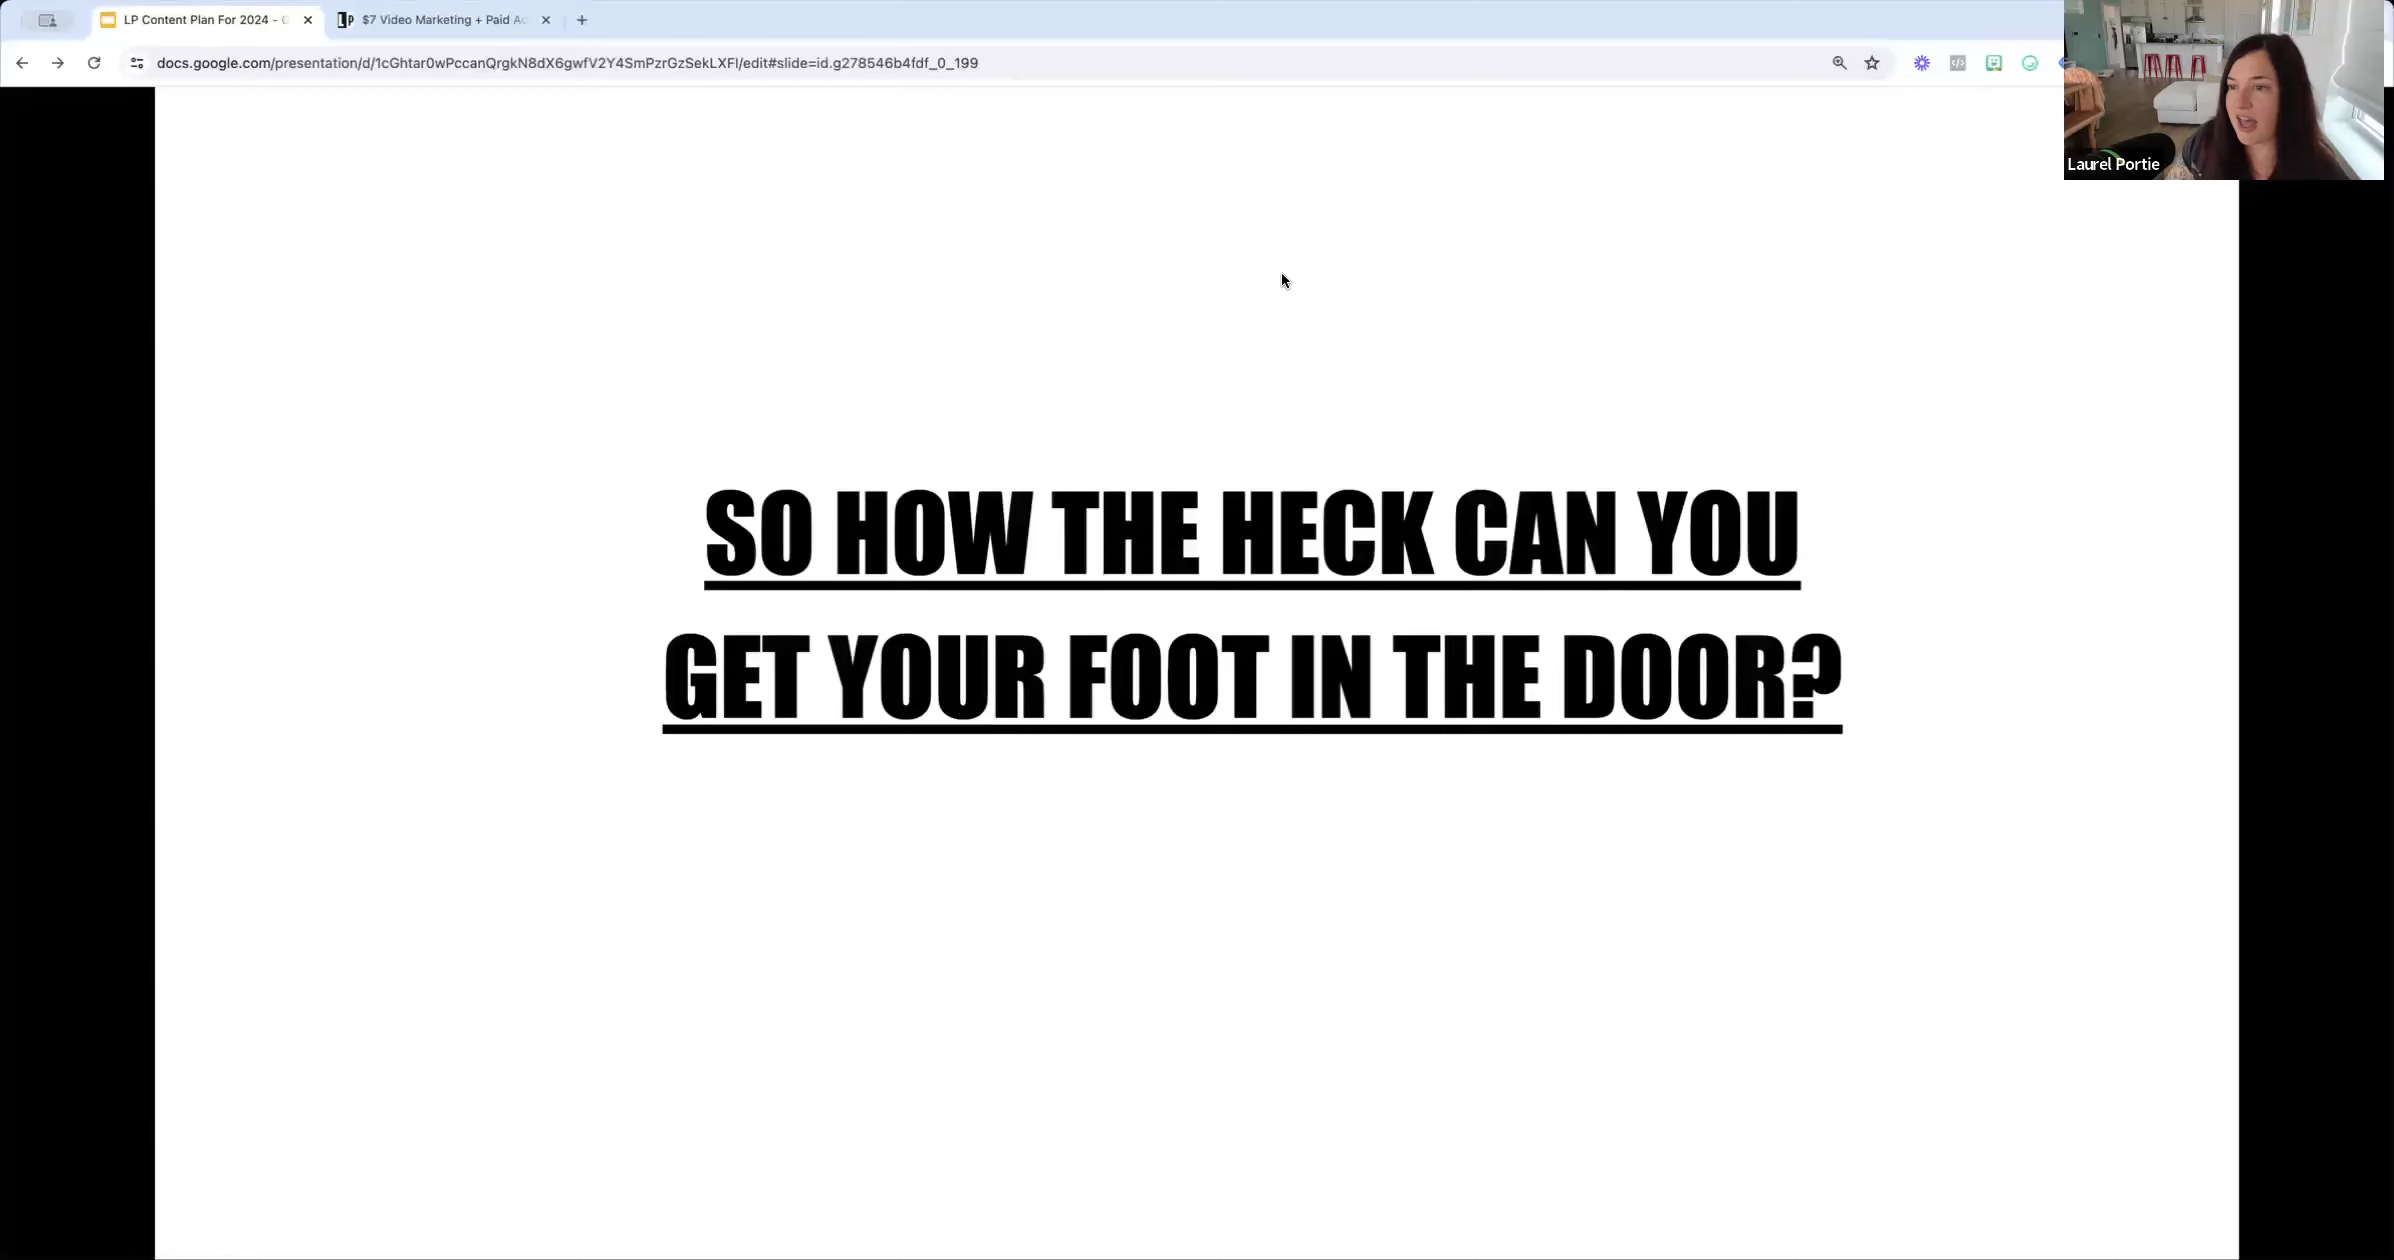 LP Content Plan For 2024 - G
$7 Video Marketing + Paid Ad
docs.google.com/presentation/d/1cGhtar0wPccanQrgkN8dX6gwfV2Y4SmPzrGzSekLXFI/edit#slide=id.g278546b4fdf_0_199
Laurel Portie
SO HOW THE HECK CAN YOU
GET YOUR FOOT IN THE DOOR?